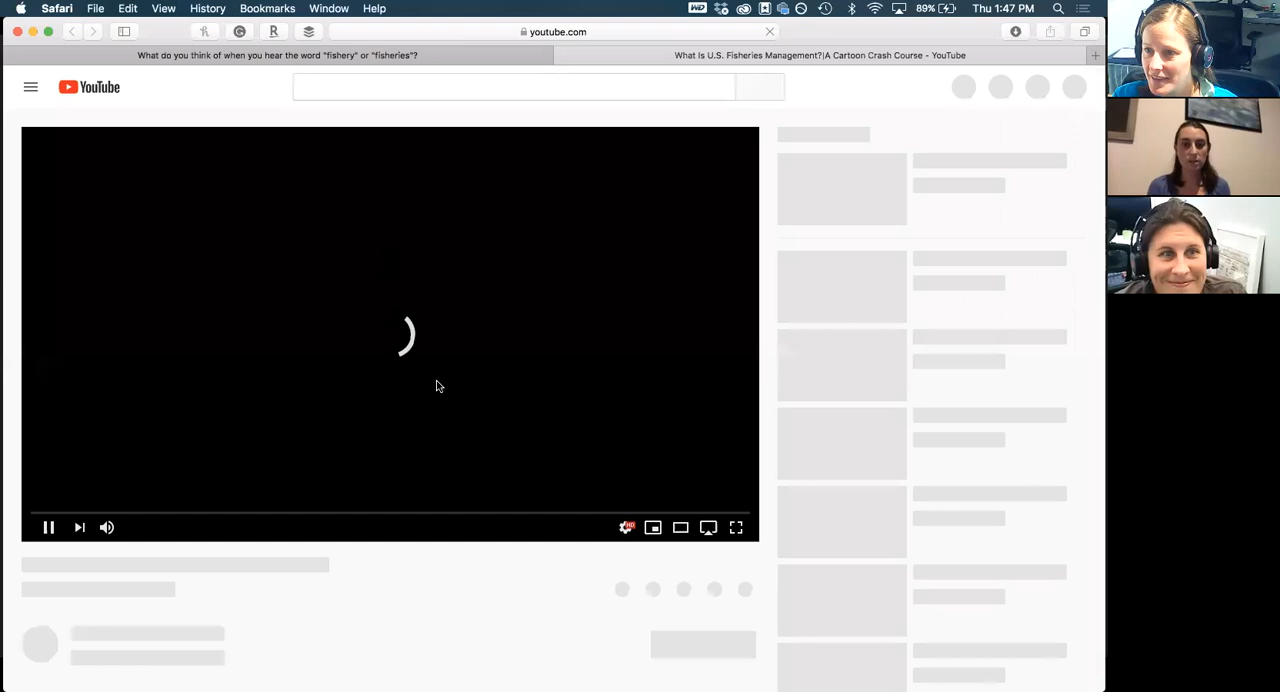 Safari File Edit View History Bookmarks Window Help 89% Thu 1:47 PM
youtube.com
What do you think of when you hear the word "fishery" or "fisheries"? What Is U.S. Fisheries Management?|A Cartoon Crash Course - YouTube
YouTube
HD